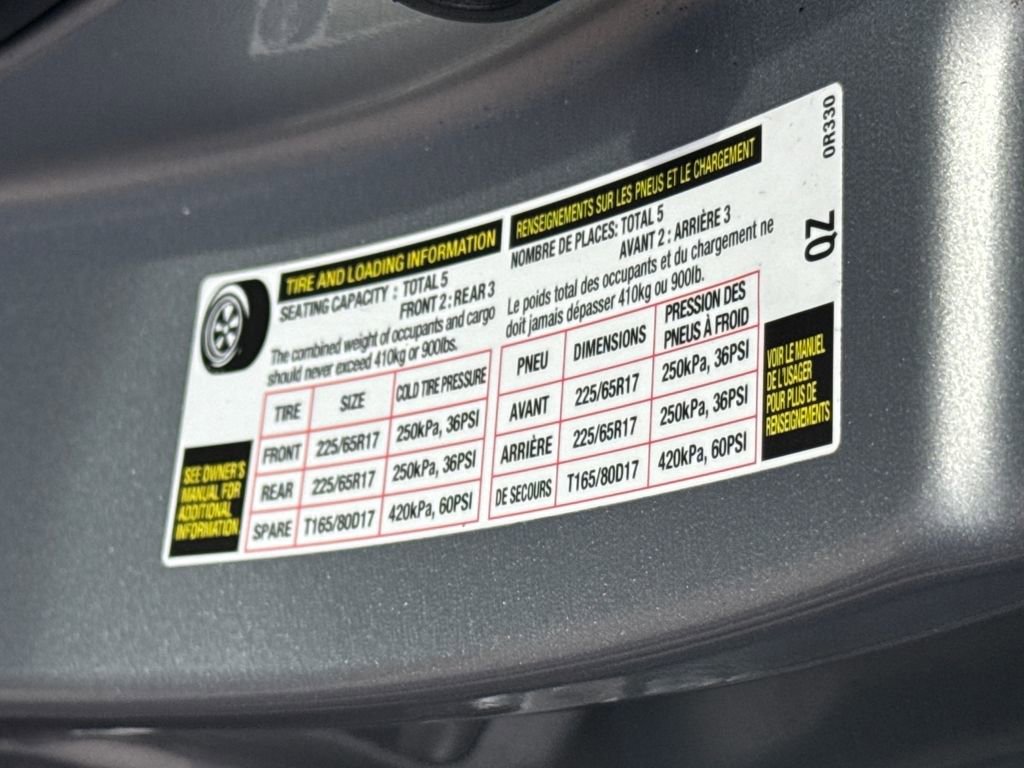 TIRE AND LOADING INFORMATION
SEATING CAPACITY : TOTAL 5
FRONT 2 : REAR 3
The combined weight of occupants and cargo
should never exceed 410kg or 900lbs.
TIRE SIZE COLD TIRE PRESSURE
FRONT 225/65R17 250kPa, 36PSI
REAR 225/65R17 250kPa, 36PSI
SPARE T165/80D17 420kPa, 60PSI
SEE OWNER'S
MANUAL FOR
ADDITIONAL
INFORMATION
RENSEIGNEMENTS SUR LES PNEUS ET LE CHARGEMENT
NOMBRE DE PLACES: TOTAL 5
AVANT 2 : ARRIÈRE 3
Le poids total des occupants et du chargement ne
doit jamais dépasser 410kg ou 900lb.
PNEU DIMENSIONS PRESSION DES
PNEUS À FROID
AVANT 225/65R17 250kPa, 36PSI
ARRIÈRE 225/65R17 250kPa, 36PSI
DE SECOURS T165/80D17 420kPa, 60PSI
VOIR LE MANUEL
DE L'USAGER
POUR PLUS DE
RENSEIGNEMENTS
0R330
QZ